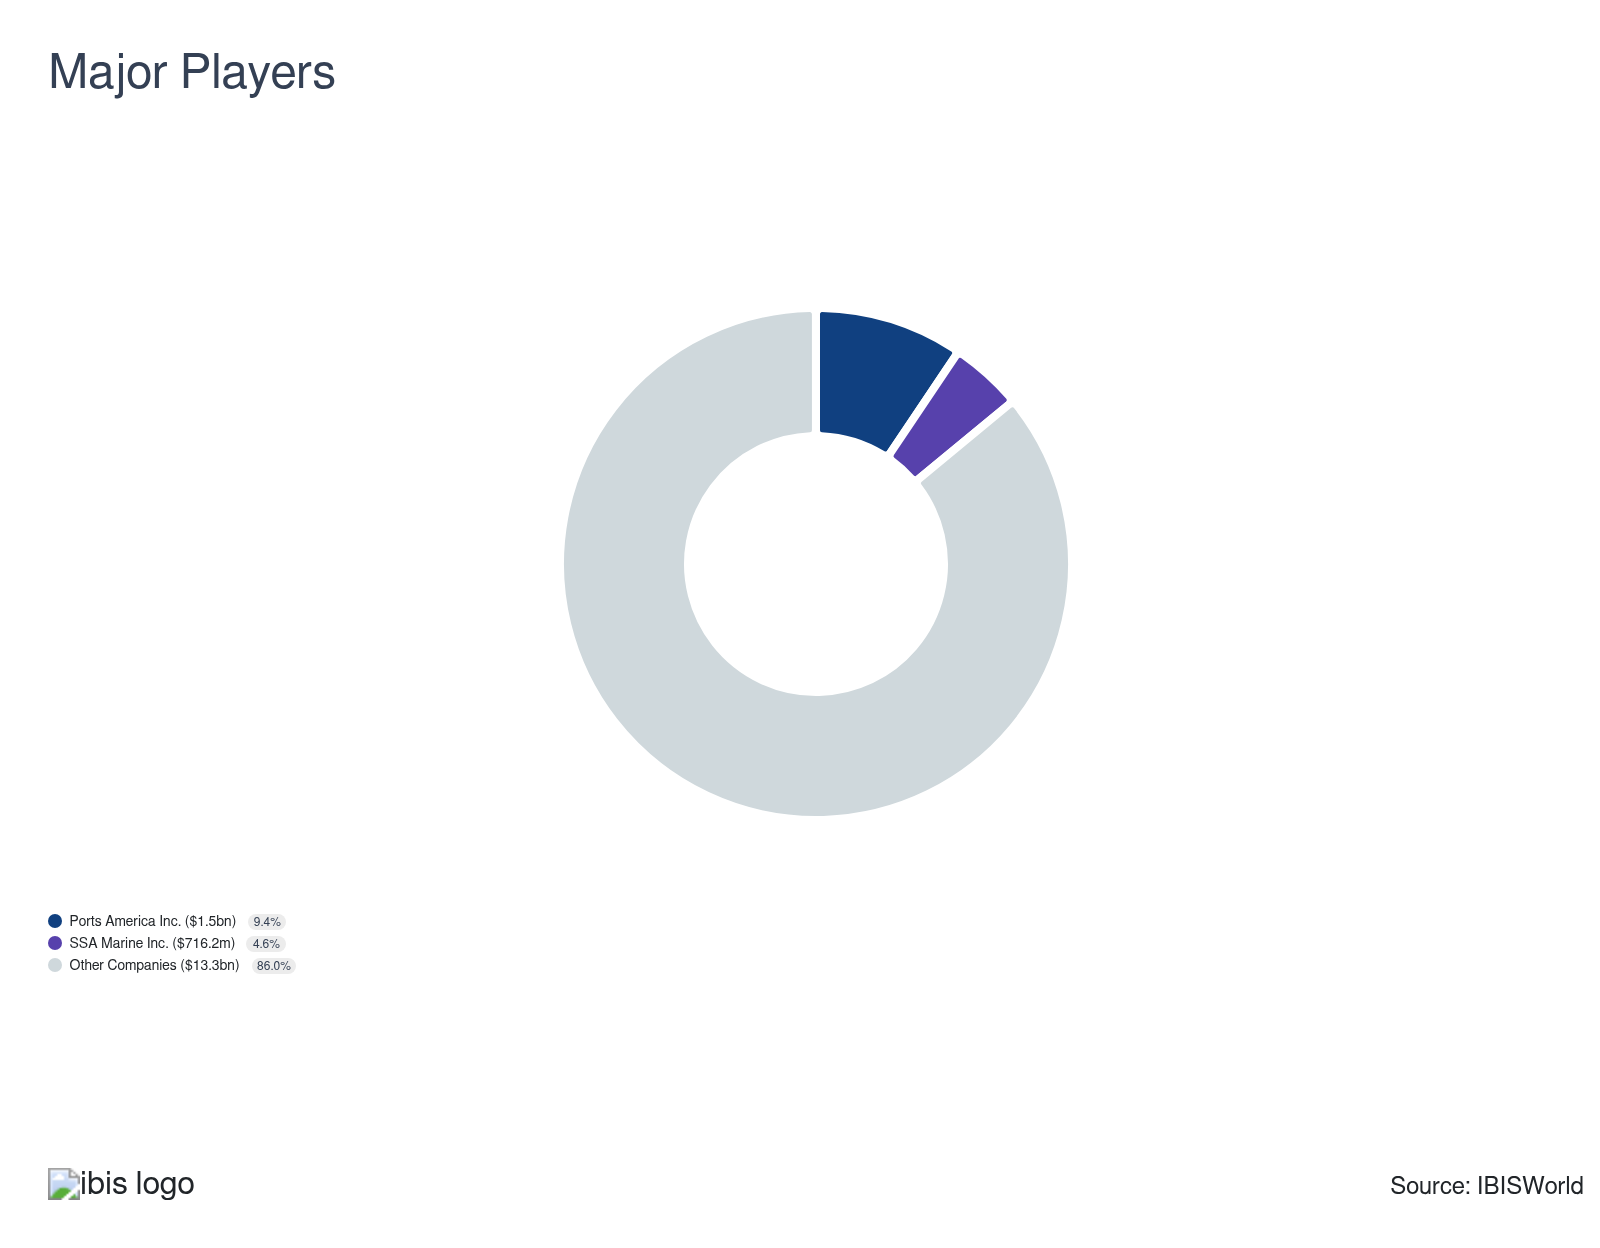 Major Players
Ports America Inc. ($1.5bn) 9.4%
SSA Marine Inc. ($716.2m) 4.6%
Other Companies ($13.3bn) 86.0%
ibis logo
Source: IBISWorld